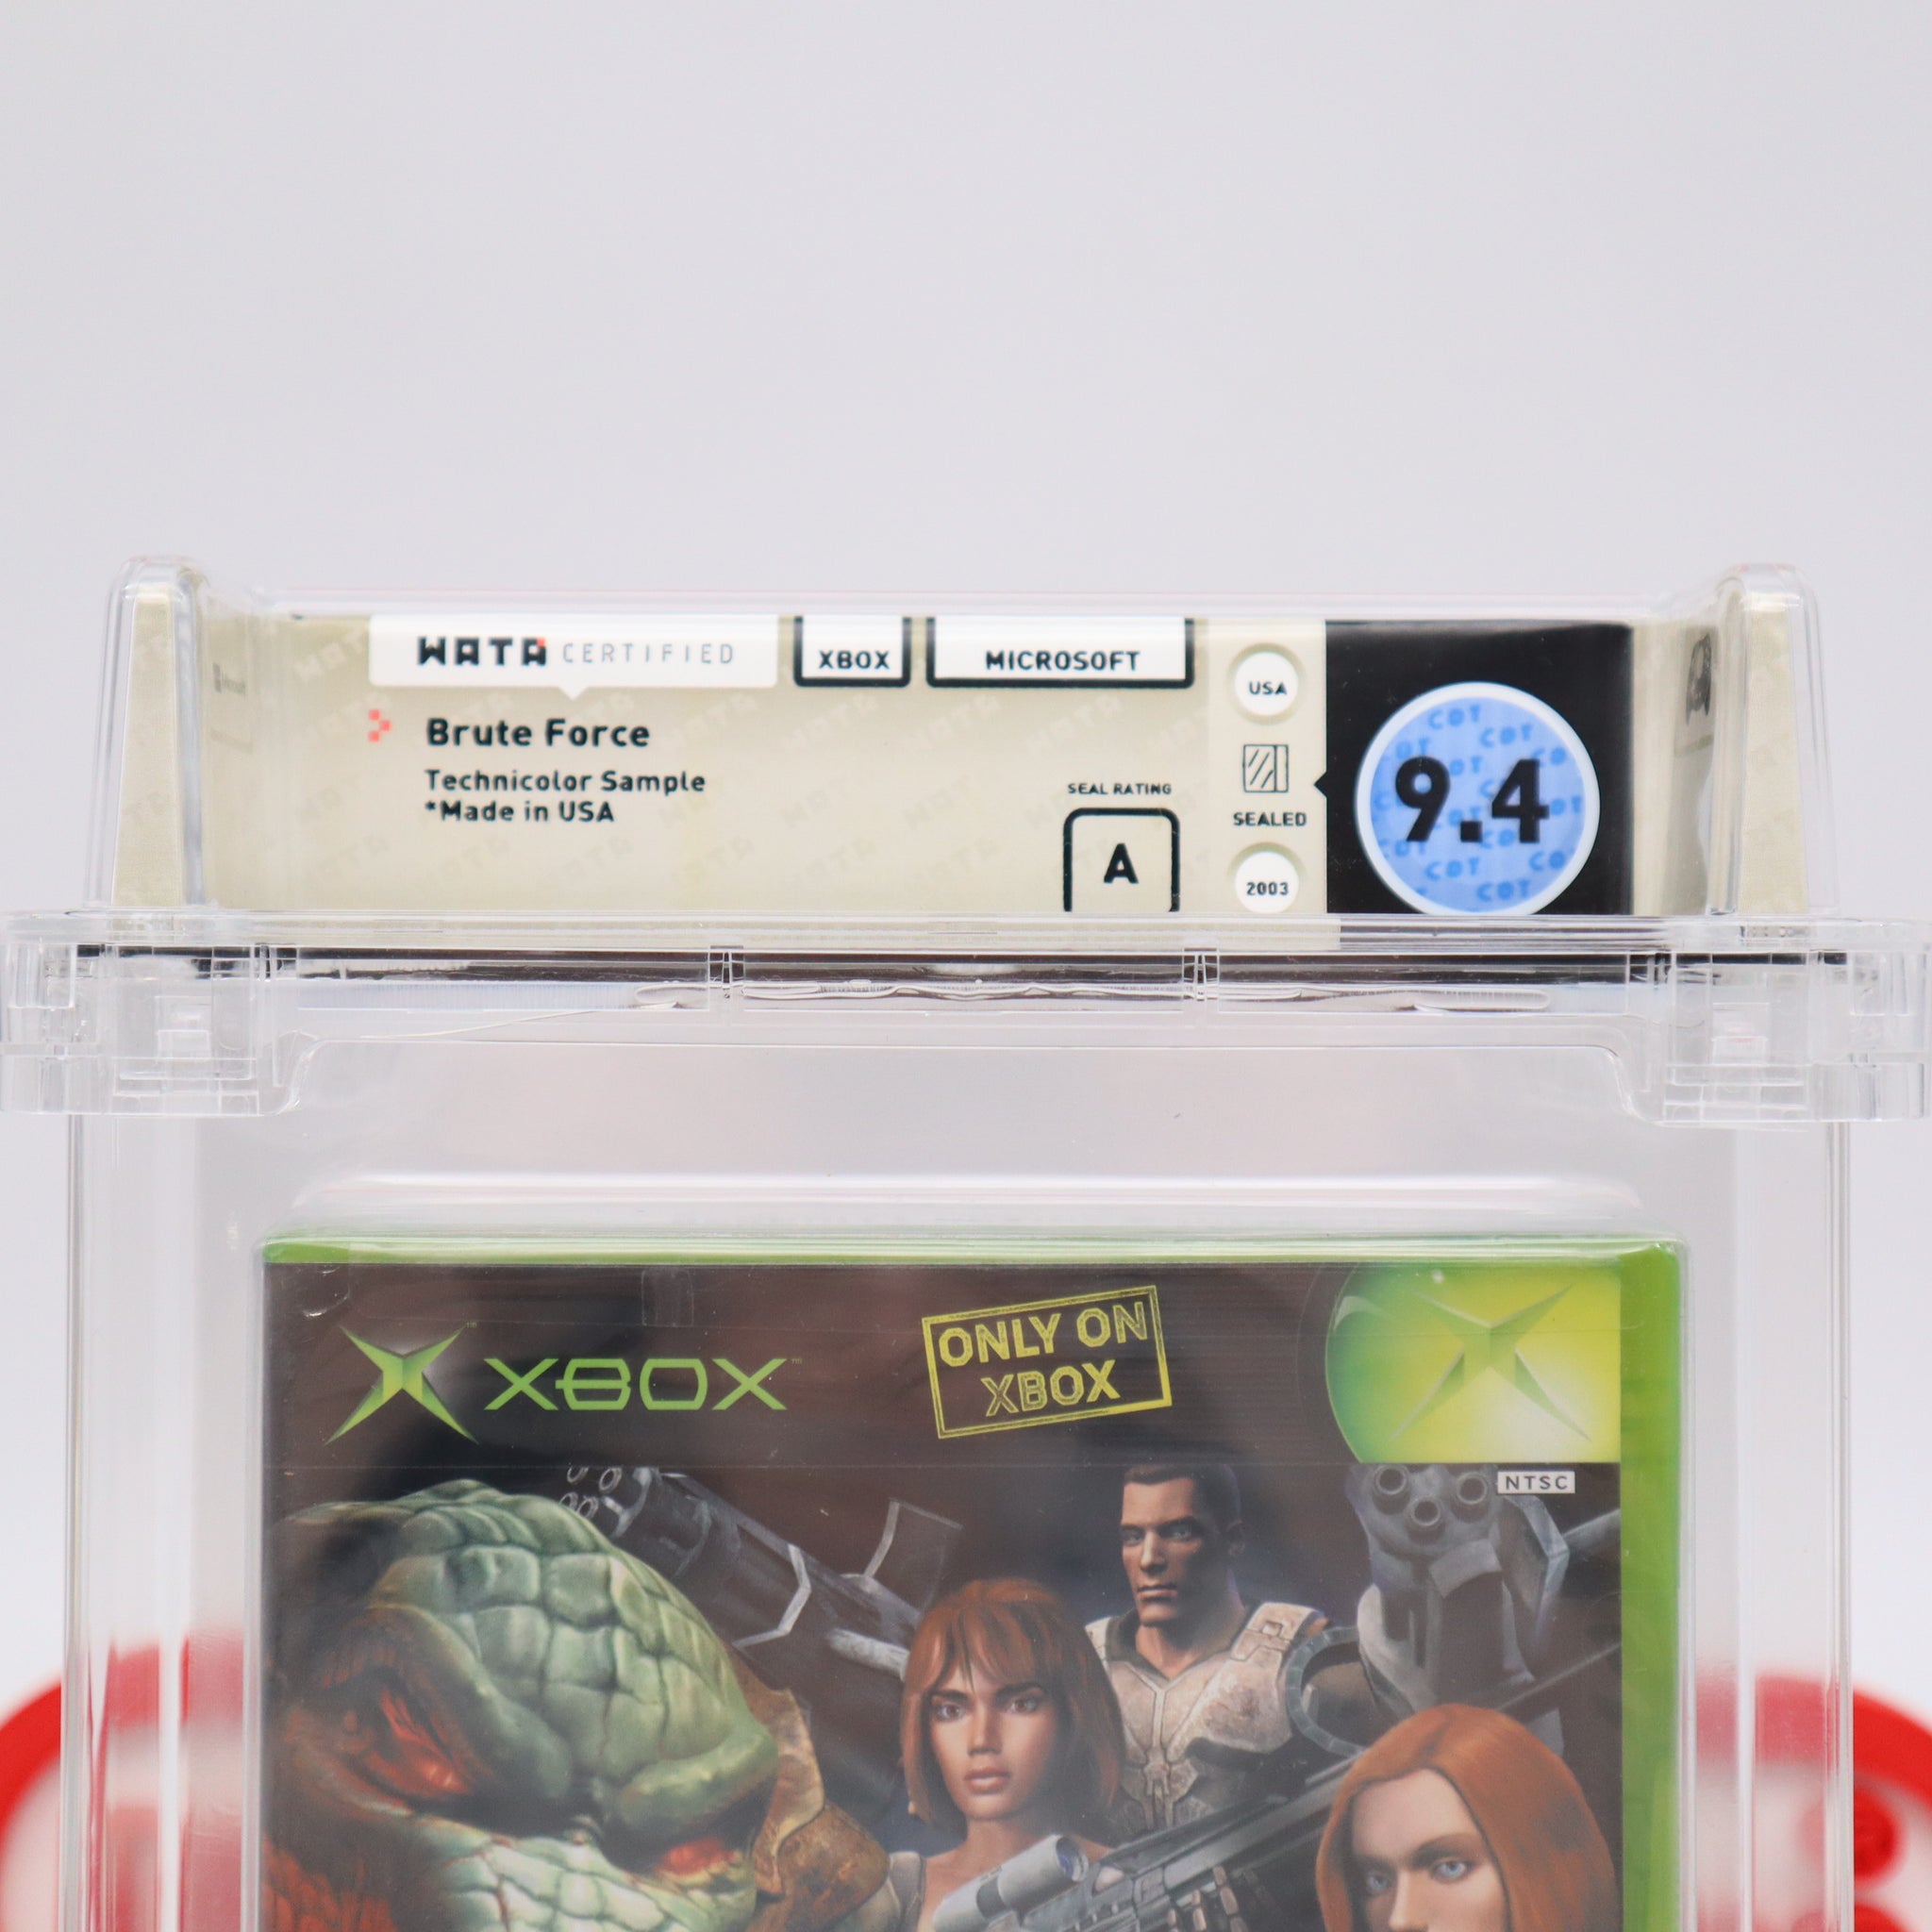 WATA CERTIFIED
XBOX
MICROSOFT
Brute Force
Technicolor Sample
*Made in USA
SEAL RATING
A
USA
SEALED
2003
9.4
XBOX™
ONLY ON
XBOX
NTSC